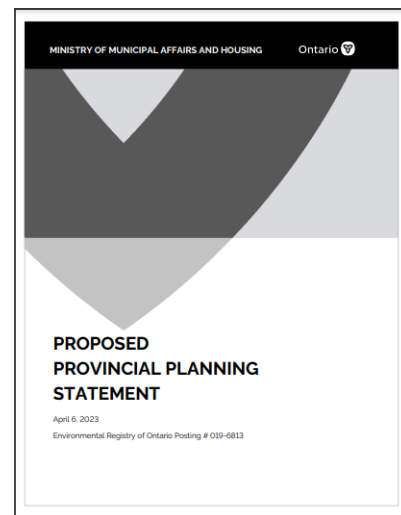 MINISTRY OF MUNICIPAL AFFAIRS AND HOUSING
Ontario
PROPOSED
PROVINCIAL PLANNING
STATEMENT
April 6, 2023
Environmental Registry of Ontario Posting # 019-6813